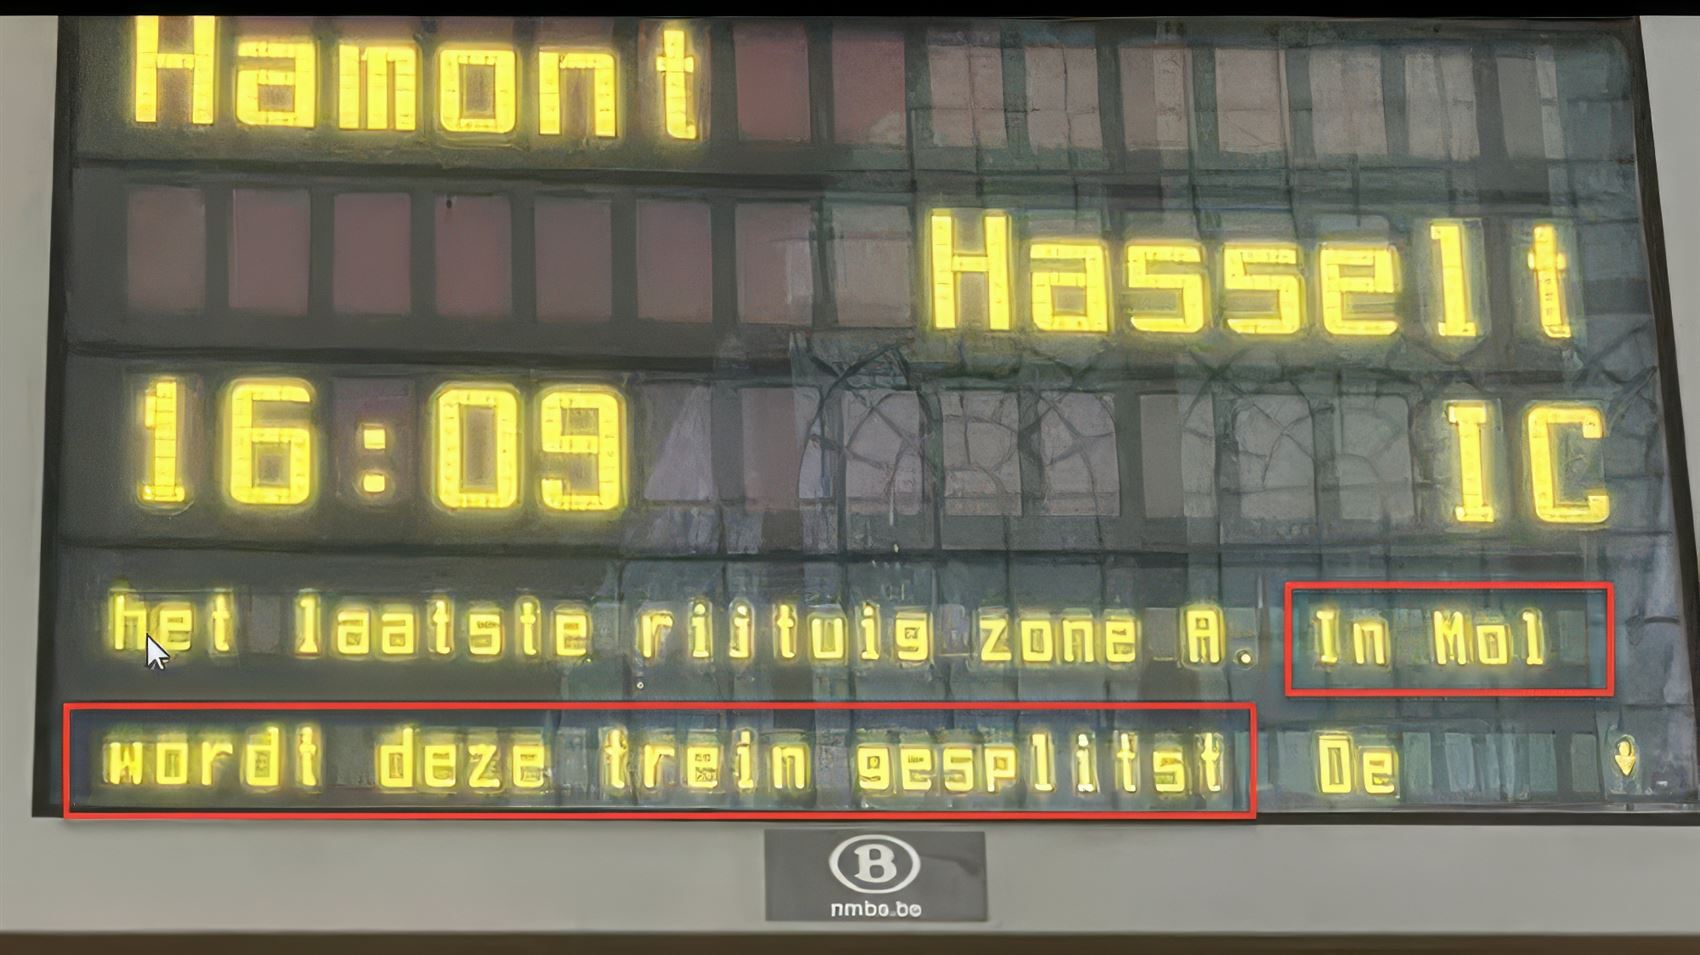 Hamont
Hasselt
16:09 IC
het laatste rijtuig zone A. In Mol
wordt deze trein gesplitst De
B
nmbs.be